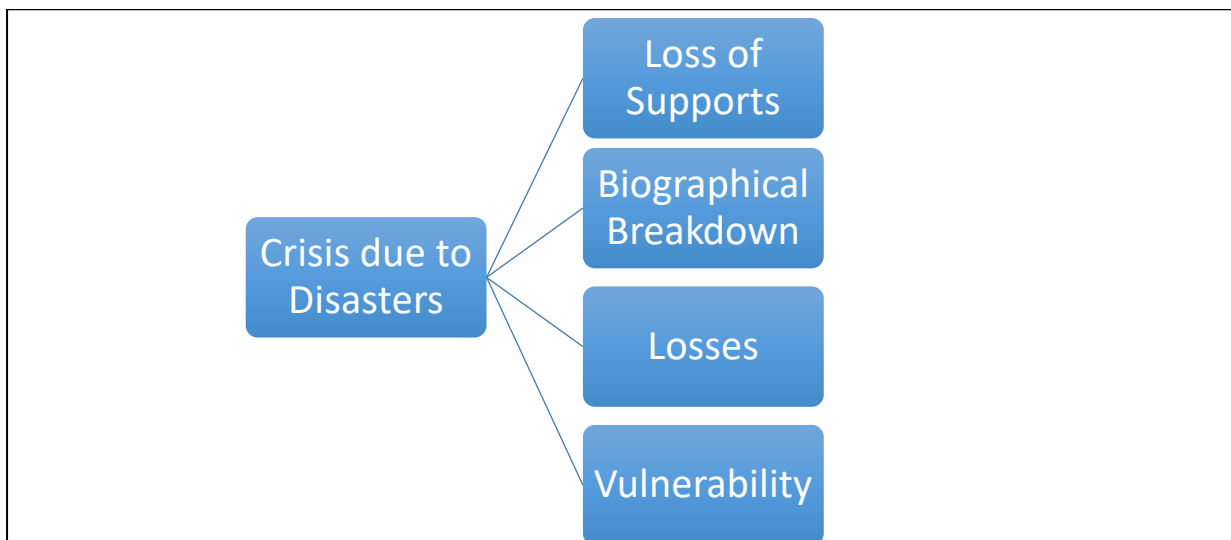 Loss of
Supports
Biographical
Breakdown
Crisis due to
Disasters
Losses
Vulnerability